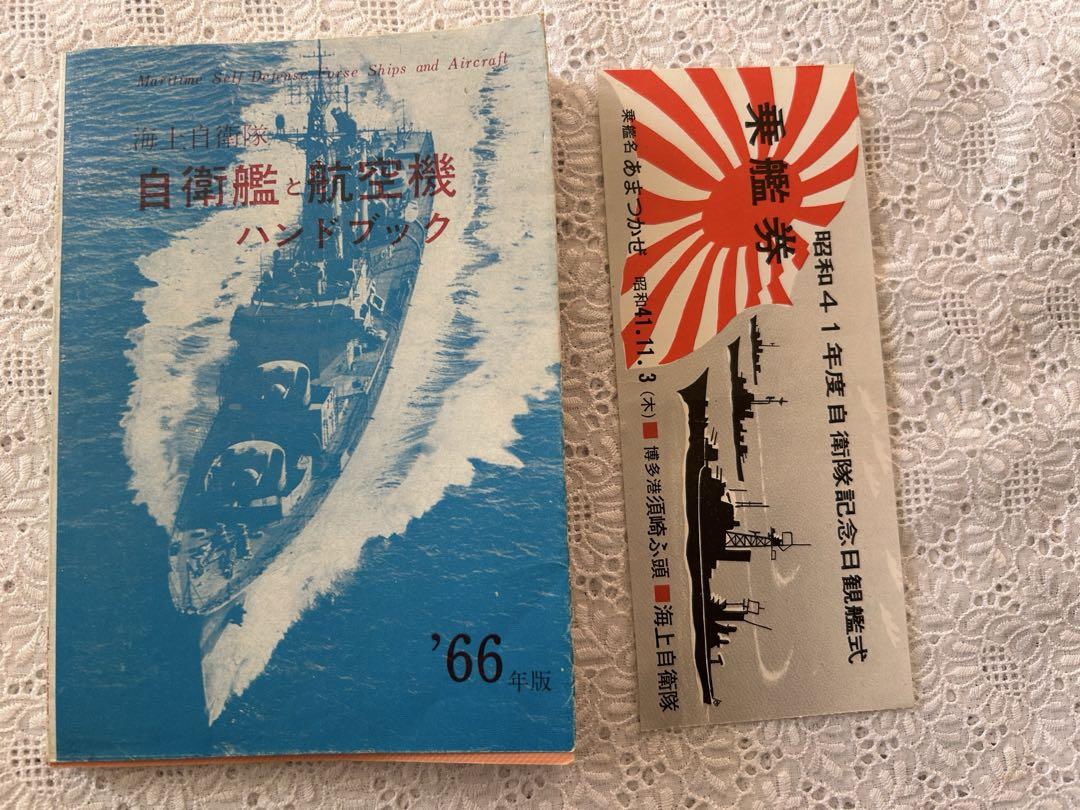 Maritime Self Defense Forse Ships and Aircraft
海上自衛隊
自衛艦と航空機
ハンドブック
'66年版
乗艦券
乗艦名 あまつかぜ 昭和41.11.3(木)■博多港須崎ふ頭■海上自衛隊
昭和41年度自衛隊記念日観艦式